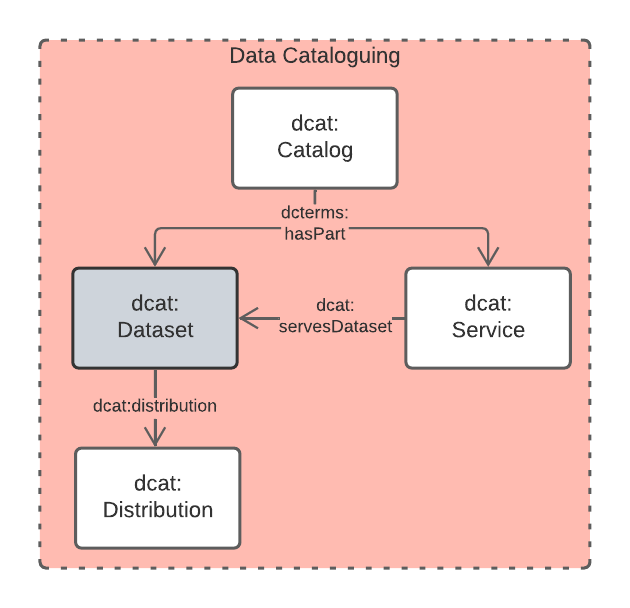 Data Cataloguing
dcat:
Catalog
dcterms:
hasPart
dcat:
Dataset
dcat:
servesDataset
dcat:
Service
dcat:distribution
dcat:
Distribution